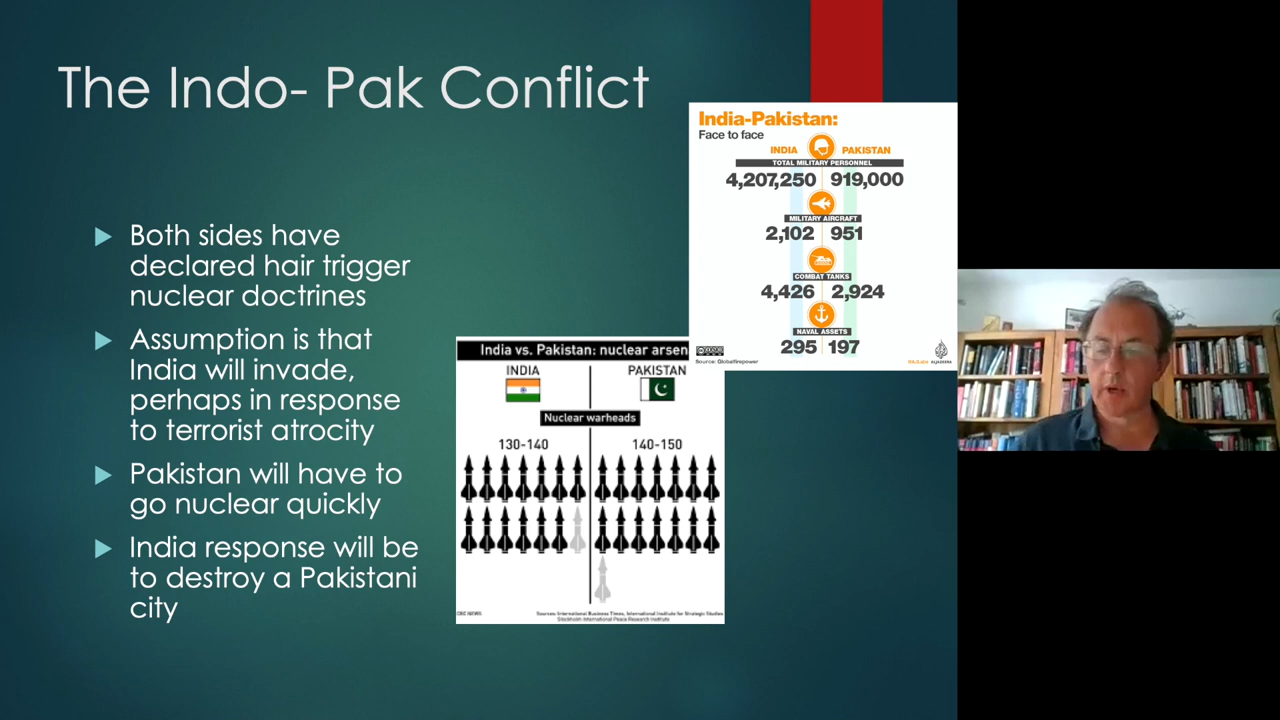 The Indo- Pak Conflict
Both sides have
declared hair trigger
nuclear doctrines
Assumption is that
India will invade,
perhaps in response
to terrorist atrocity
Pakistan will have to
go nuclear quickly
India response will be
to destroy a Pakistani
city
India vs. Pakistan: nuclear arsen
INDIA PAKISTAN
Nuclear warheads
130-140 140-150
CBC NEWS
Sources: International Business Times, International Institute for Strategic Studies
Stockholm International Peace Research Institute
India-Pakistan:
Face to face
INDIA PAKISTAN
TOTAL MILITARY PERSONNEL
4,207,250 919,000
MILITARY AIRCRAFT
2,102 951
COMBAT TANKS
4,426 2,924
NAVAL ASSETS
295 197
Source: Globalfirepower
ALJAZEERA